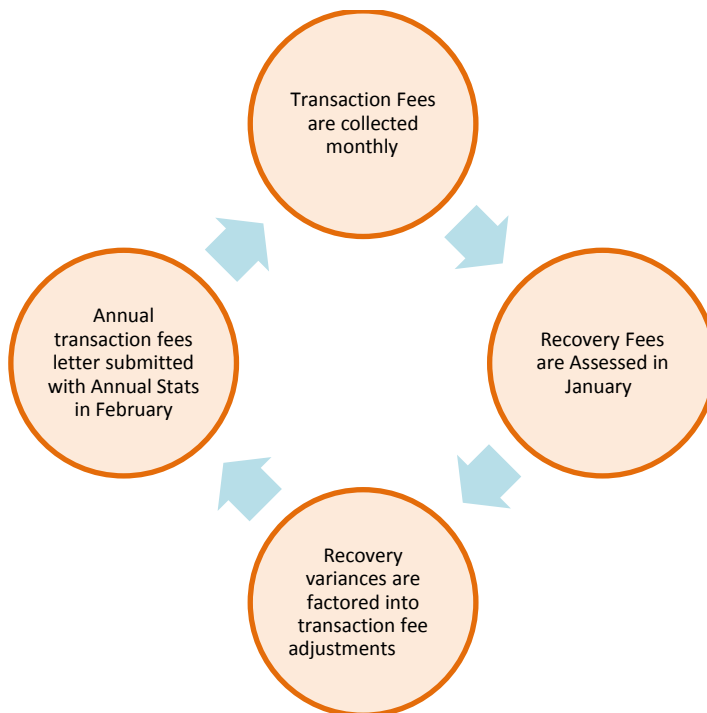 Transaction Fees
are collected
monthly
Recovery Fees
are Assessed in
January
Recovery
variances are
factored into
transaction fee
adjustments
Annual
transaction fees
letter submitted
with Annual Stats
in February